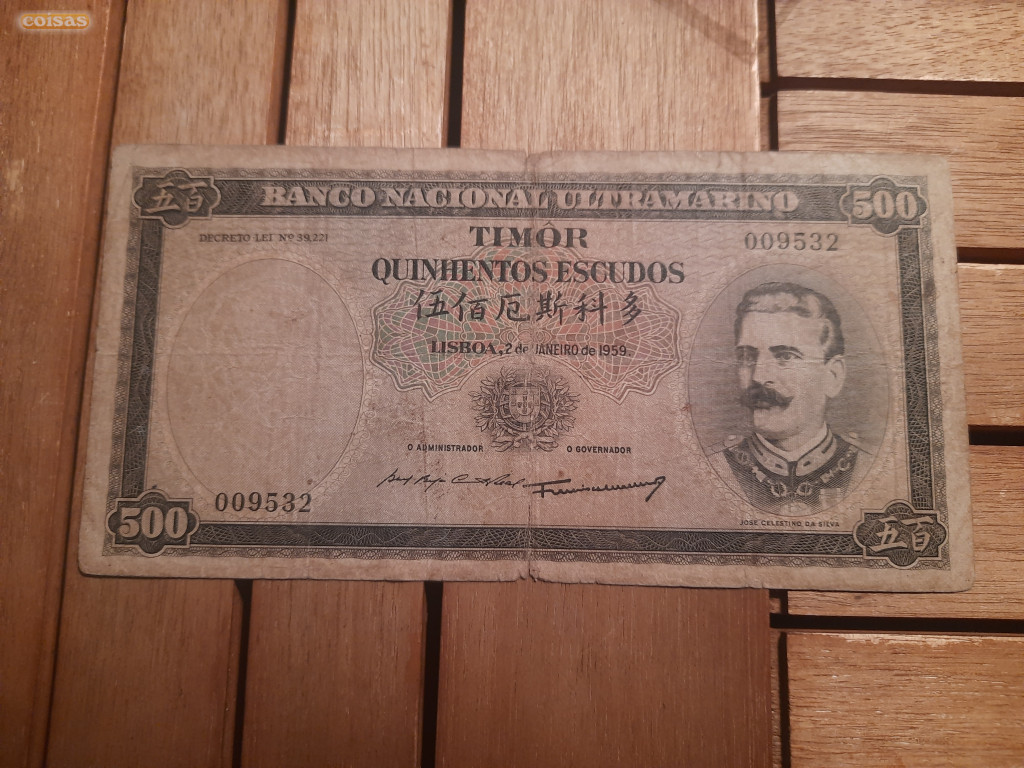 coisas
五百
BANCO NACIONAL ULTRAMARINO
500
DECRETO LEI Nº 39,221
TIMÔR
009532
QUINHENTOS ESCUDOS
伍佰厄斯科多
LISBOA, 2 de JANEIRO de 1959.
O ADMINISTRADOR
O GOVERNADOR
009532
500
JOSÉ CELESTINO DA SILVA
五百